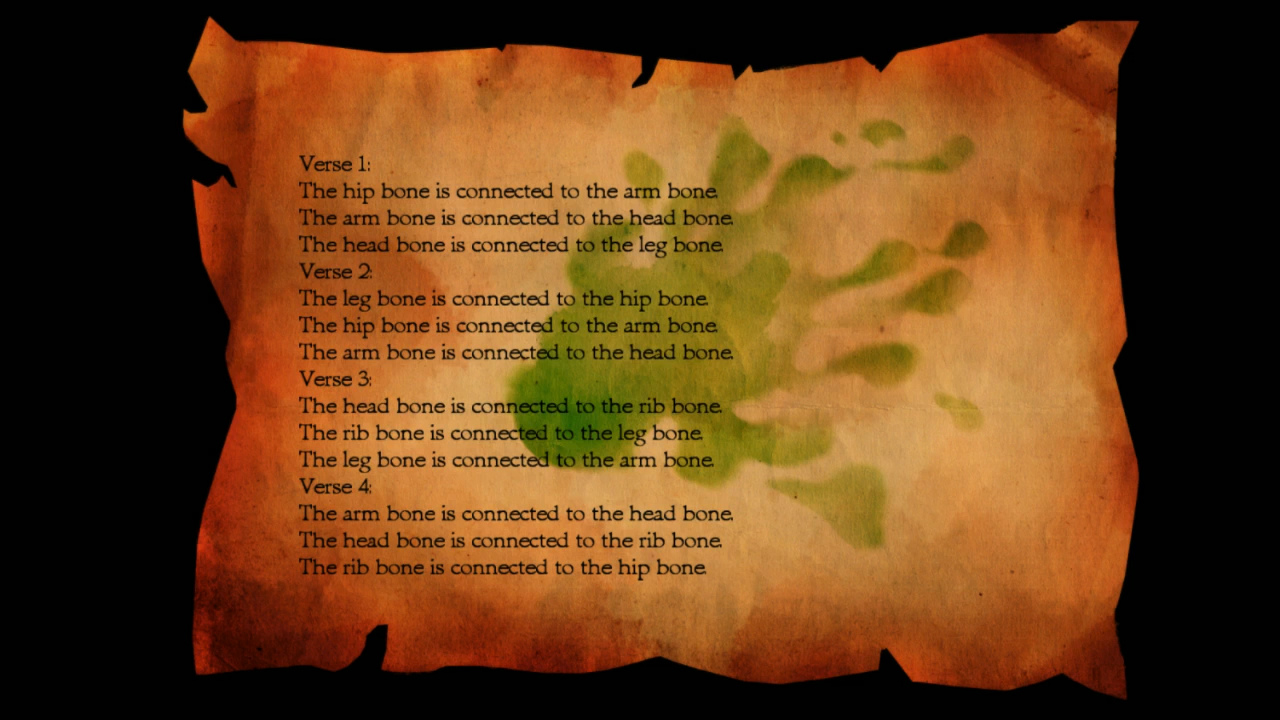 Verse 1:
The hip bone is connected to the arm bone.
The arm bone is connected to the head bone.
The head bone is connected to the leg bone.
Verse 2:
The leg bone is connected to the hip bone.
The hip bone is connected to the arm bone.
The arm bone is connected to the head bone.
Verse 3:
The head bone is connected to the rib bone.
The rib bone is connected to the leg bone.
The leg bone is connected to the arm bone.
Verse 4:
The arm bone is connected to the head bone.
The head bone is connected to the rib bone.
The rib bone is connected to the hip bone.